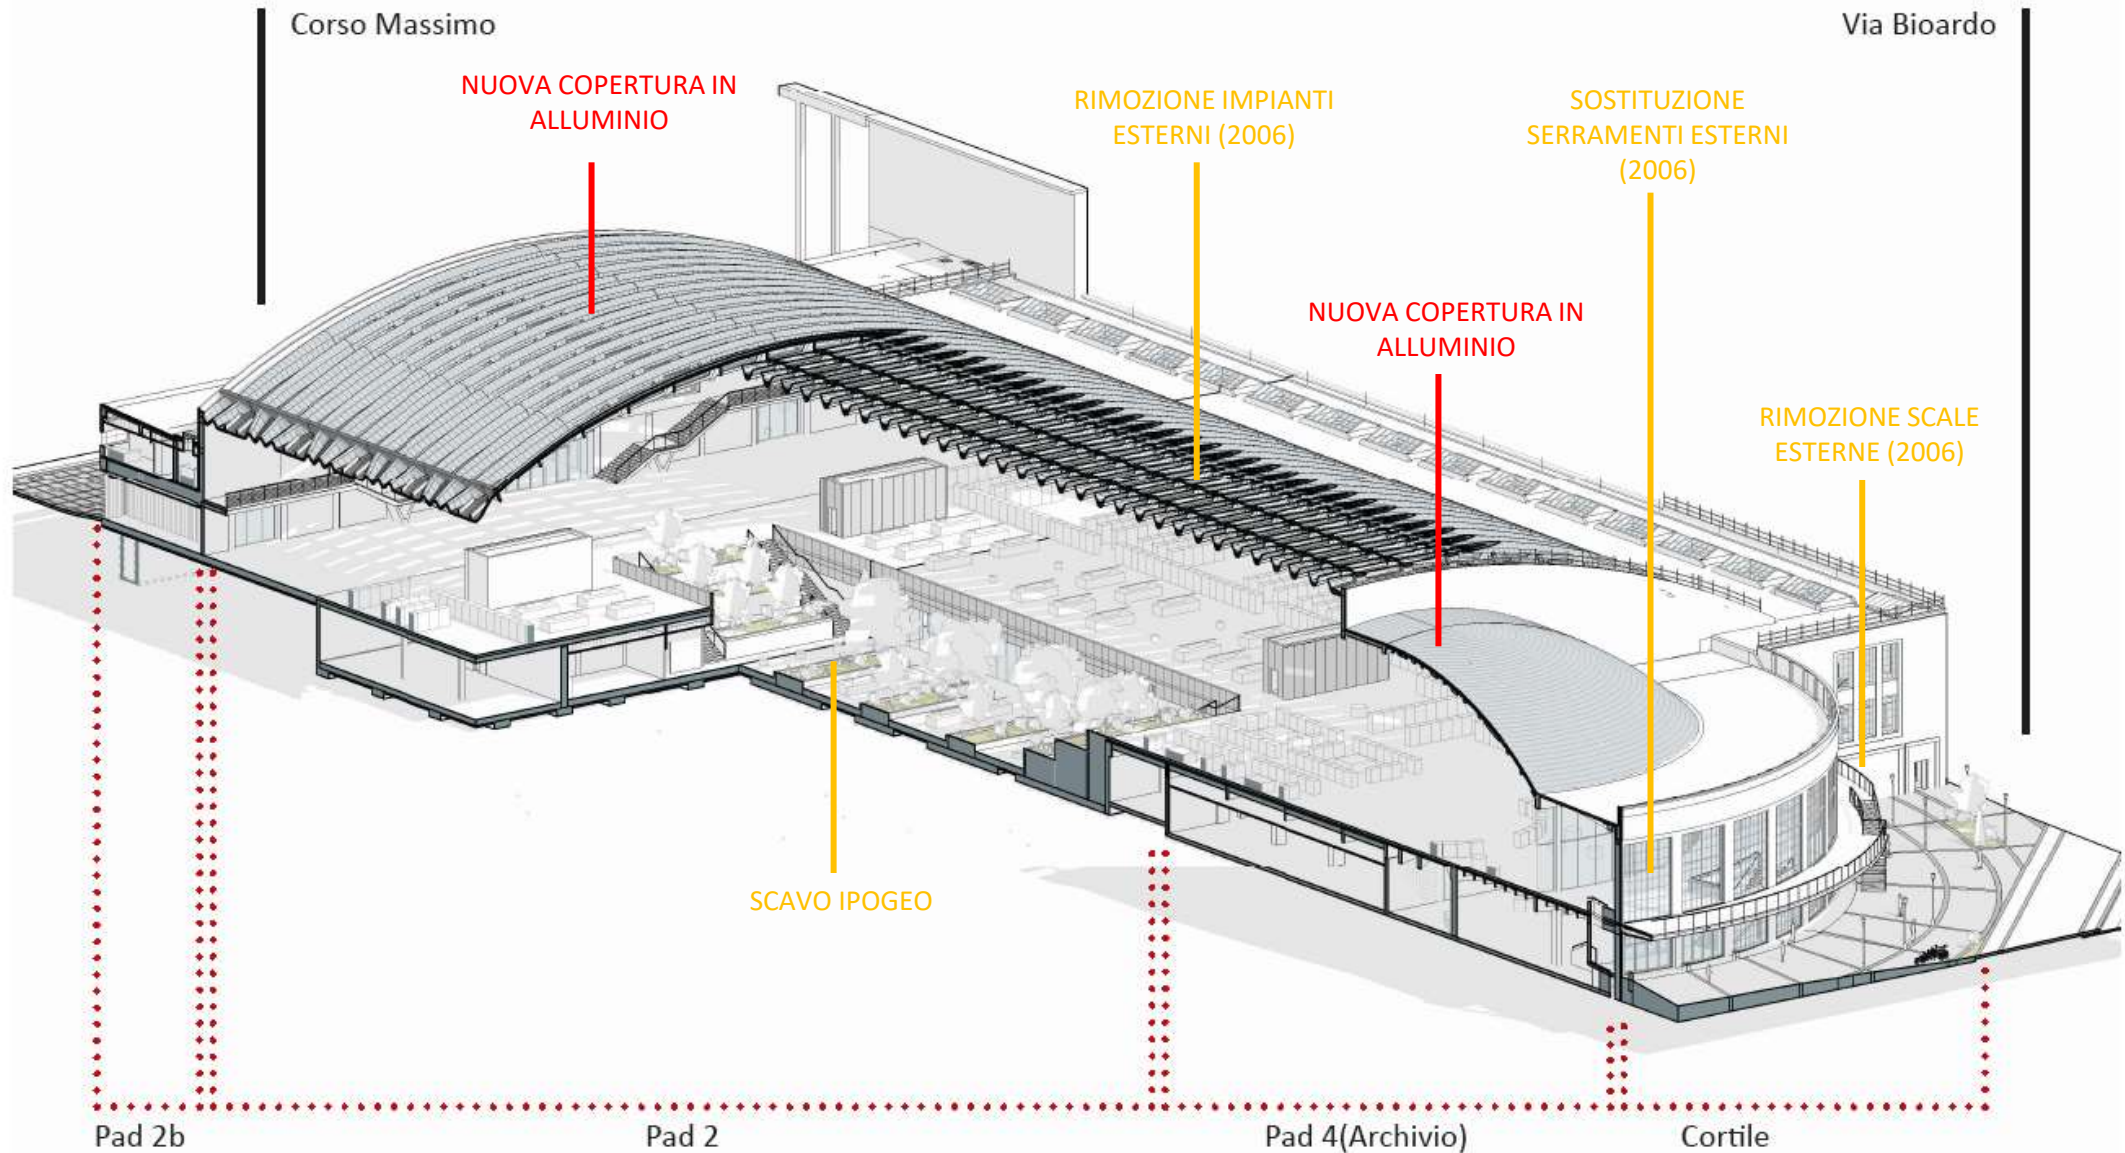 Corso Massimo
Via Bioardo
NUOVA COPERTURA IN
ALLUMINIO
RIMOZIONE IMPIANTI
ESTERNI (2006)
SOSTITUZIONE
SERRAMENTI ESTERNI
(2006)
NUOVA COPERTURA IN
ALLUMINIO
RIMOZIONE SCALE
ESTERNE (2006)
SCAVO IPOGEO
Pad 2b
Pad 2
Pad 4(Archivio)
Cortile